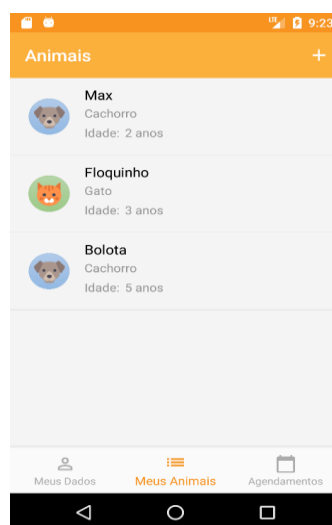 LTE 9:23
Animais +
Max
Cachorro
Idade: 2 anos
Floquinho
Gato
Idade: 3 anos
Bolota
Cachorro
Idade: 5 anos
Meus Dados Meus Animais Agendamentos